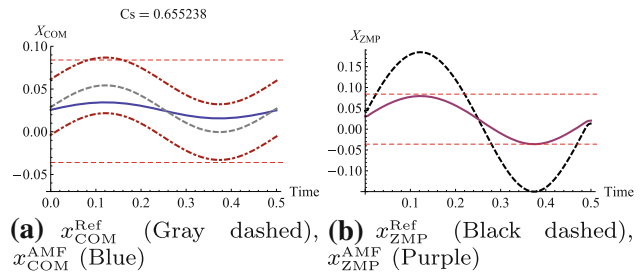 Cs = 0.655238
X_COM
0.10
0.05
0.00
−0.05
0.0 0.1 0.2 0.3 0.4 0.5
Time
X_ZMP
0.15
0.10
0.05
0.00
−0.05
−0.10
0.1 0.2 0.3 0.4 0.5
Time
(a) x_COM^Ref (Gray dashed),
x_COM^AMF (Blue)
(b) x_ZMP^Ref (Black dashed),
x_ZMP^AMF (Purple)